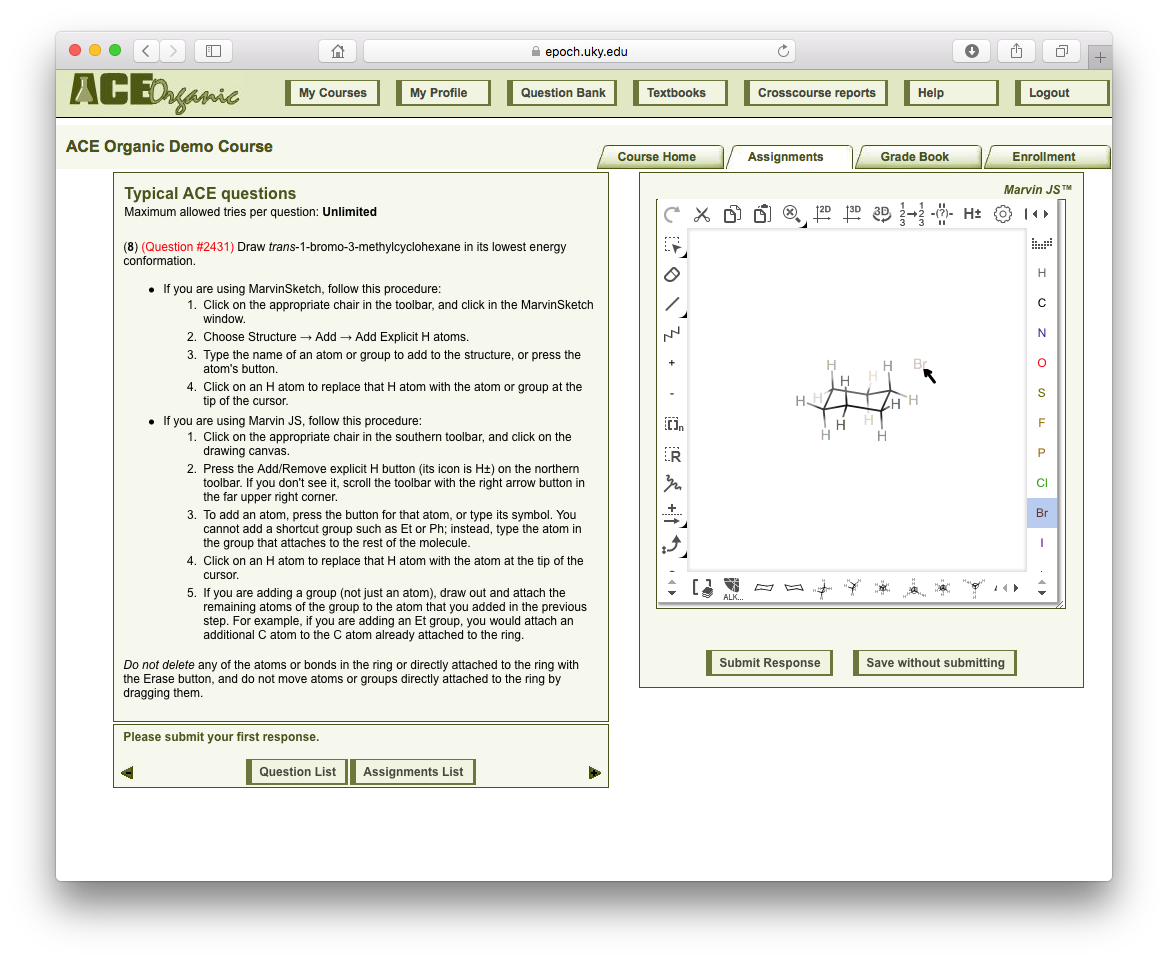 epoch.uky.edu
ACE Organic
My Courses
My Profile
Question Bank
Textbooks
Crosscourse reports
Help
Logout
ACE Organic Demo Course
Course Home
Assignments
Grade Book
Enrollment
Typical ACE questions
Maximum allowed tries per question: Unlimited
(8) (Question #2431) Draw trans-1-bromo-3-methylcyclohexane in its lowest energy
conformation.
• If you are using MarvinSketch, follow this procedure:
1. Click on the appropriate chair in the toolbar, and click in the MarvinSketch
window.
2. Choose Structure → Add → Add Explicit H atoms.
3. Type the name of an atom or group to add to the structure, or press the
atom's button.
4. Click on an H atom to replace that H atom with the atom or group at the
tip of the cursor.
• If you are using Marvin JS, follow this procedure:
1. Click on the appropriate chair in the southern toolbar, and click on the
drawing canvas.
2. Press the Add/Remove explicit H button (its icon is H±) on the northern
toolbar. If you don't see it, scroll the toolbar with the right arrow button in
the far upper right corner.
3. To add an atom, press the button for that atom, or type its symbol. You
cannot add a shortcut group such as Et or Ph; instead, type the atom in
the group that attaches to the rest of the molecule.
4. Click on an H atom to replace that H atom with the atom at the tip of the
cursor.
5. If you are adding a group (not just an atom), draw out and attach the
remaining atoms of the group to the atom that you added in the previous
step. For example, if you are adding an Et group, you would attach an
additional C atom to the C atom already attached to the ring.
Do not delete any of the atoms or bonds in the ring or directly attached to the ring with
the Erase button, and do not move atoms or groups directly attached to the ring by
dragging them.
Please submit your first response.
Question List
Assignments List
Marvin JS™
2D
3D
3D
1 2 3 → 1 2 3
(?)
H±
+
-
[ ]n
R
H
H
H
H
Br
H
H
H
H
H
H
H
H
H
H
C
N
O
S
F
P
Cl
Br
I
ALK...
Submit Response
Save without submitting